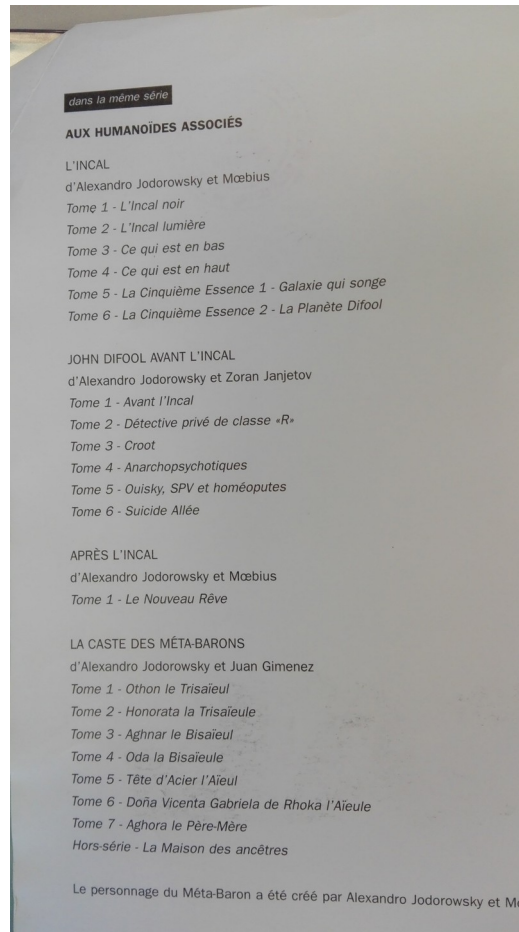 dans la même série
AUX HUMANOÏDES ASSOCIÉS
L'INCAL
d'Alexandro Jodorowsky et Mœbius
Tome 1 - L'Incal noir
Tome 2 - L'Incal lumière
Tome 3 - Ce qui est en bas
Tome 4 - Ce qui est en haut
Tome 5 - La Cinquième Essence 1 - Galaxie qui songe
Tome 6 - La Cinquième Essence 2 - La Planète Difool
JOHN DIFOOL AVANT L'INCAL
d'Alexandro Jodorowsky et Zoran Janjetov
Tome 1 - Avant l'Incal
Tome 2 - Détective privé de classe «R»
Tome 3 - Croot
Tome 4 - Anarchopsychotiques
Tome 5 - Ouisky, SPV et homéoputes
Tome 6 - Suicide Allée
APRÈS L'INCAL
d'Alexandro Jodorowsky et Mœbius
Tome 1 - Le Nouveau Rêve
LA CASTE DES MÉTA-BARONS
d'Alexandro Jodorowsky et Juan Gimenez
Tome 1 - Othon le Trisaïeul
Tome 2 - Honorata la Trisaïeule
Tome 3 - Aghnar le Bisaïeul
Tome 4 - Oda la Bisaïeule
Tome 5 - Tête d'Acier l'Aïeul
Tome 6 - Doña Vicenta Gabriela de Rhoka l'Aïeule
Tome 7 - Aghora le Père-Mère
Hors-série - La Maison des ancêtres
Le personnage du Méta-Baron a été créé par Alexandro Jodorowsky et